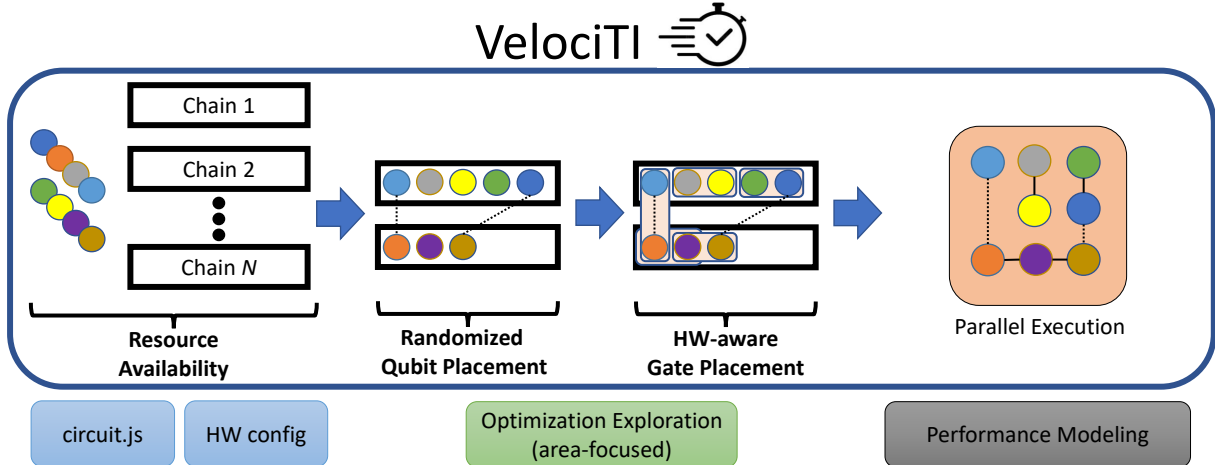 VelociTI
Chain 1
Chain 2
Chain N
Resource
Availability
Randomized
Qubit Placement
HW-aware
Gate Placement
Parallel Execution
circuit.js
HW config
Optimization Exploration
(area-focused)
Performance Modeling